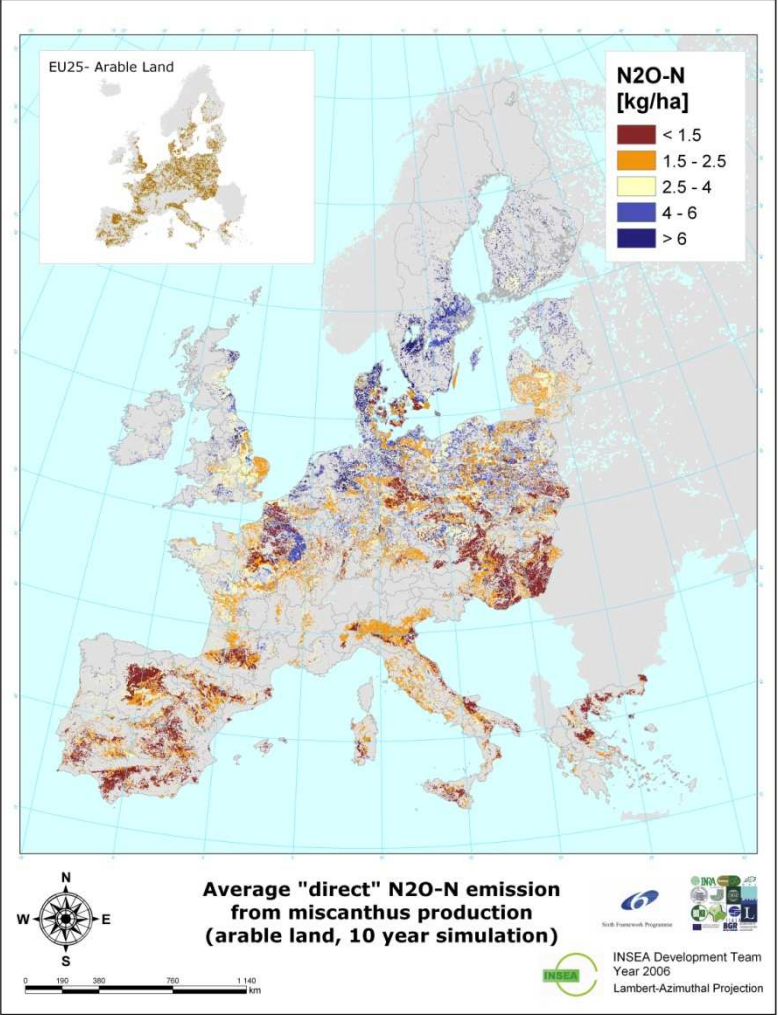 EU25- Arable Land
N2O-N
[kg/ha]
< 1.5
1.5 - 2.5
2.5 - 4
4 - 6
> 6
N
W
E
S
0 190 380 760 1 140
km
Average "direct" N2O-N emission
from miscanthus production
(arable land, 10 year simulation)
Sixth Framework Programme
INRA
BGR
L
INSEA
INSEA Development Team
Year 2006
Lambert-Azimuthal Projection